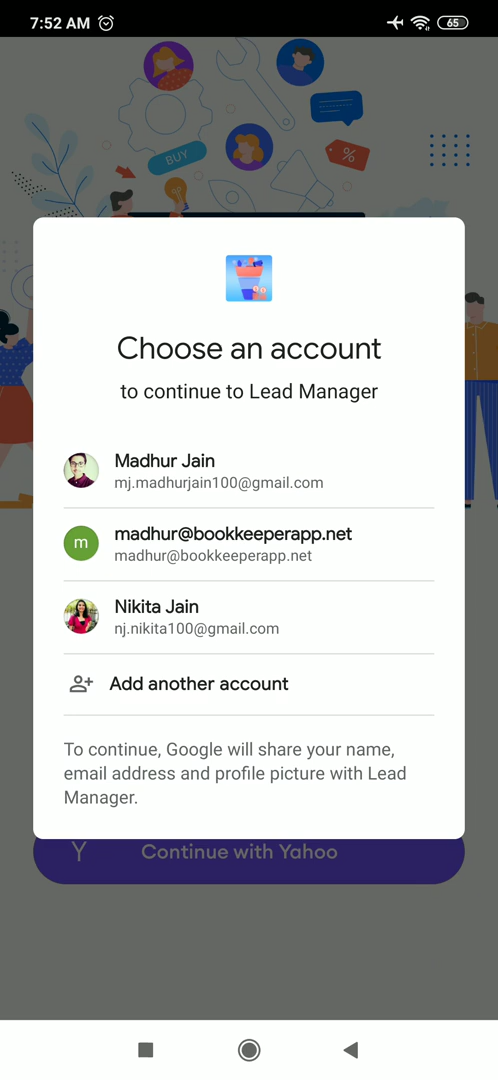 7:52 AM
65
BUY
%
Choose an account
to continue to Lead Manager
Madhur Jain
mj.madhurjain100@gmail.com
m
madhur@bookkeeperapp.net
madhur@bookkeeperapp.net
Nikita Jain
nj.nikita100@gmail.com
Add another account
To continue, Google will share your name,
email address and profile picture with Lead
Manager.
Y Continue with Yahoo